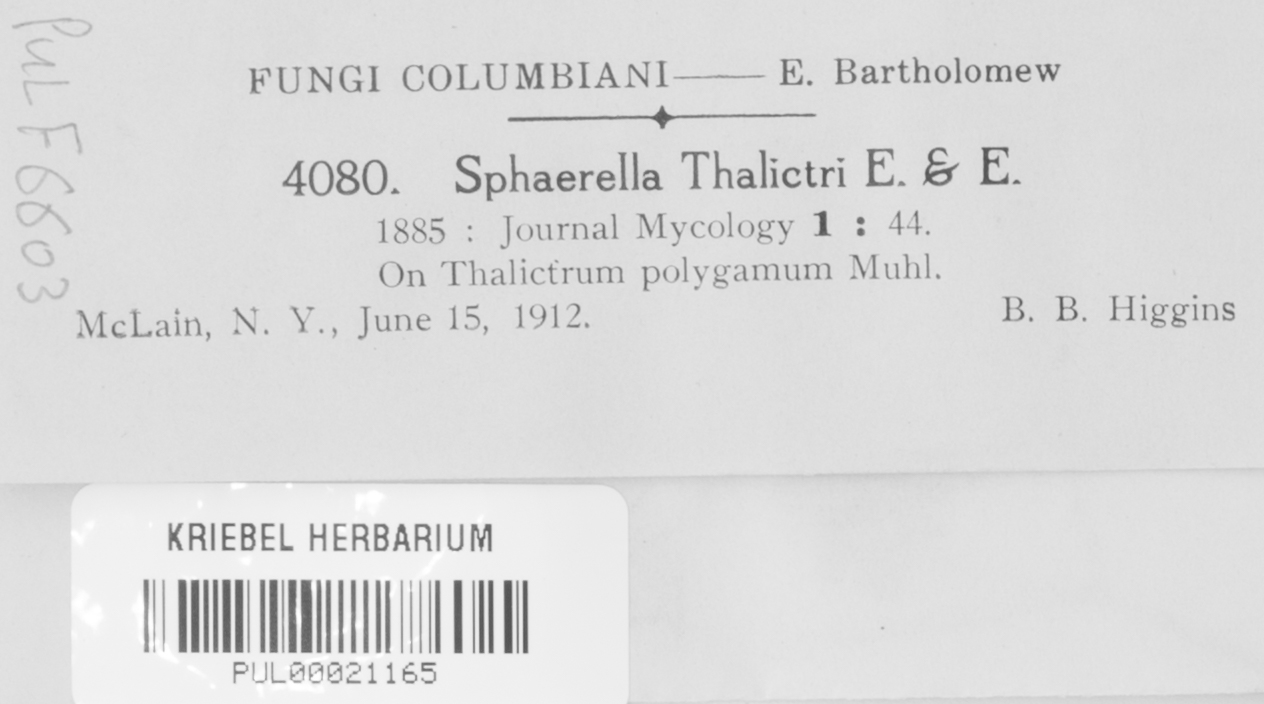 PUL F6603
FUNGI COLUMBIANI—— E. Bartholomew
4080. Sphaerella Thalictri E. & E.
1885 : Journal Mycology 1 : 44.
On Thalictrum polygamum Muhl.
McLain, N. Y., June 15, 1912. B. B. Higgins
KRIEBEL HERBARIUM
PUL00021165